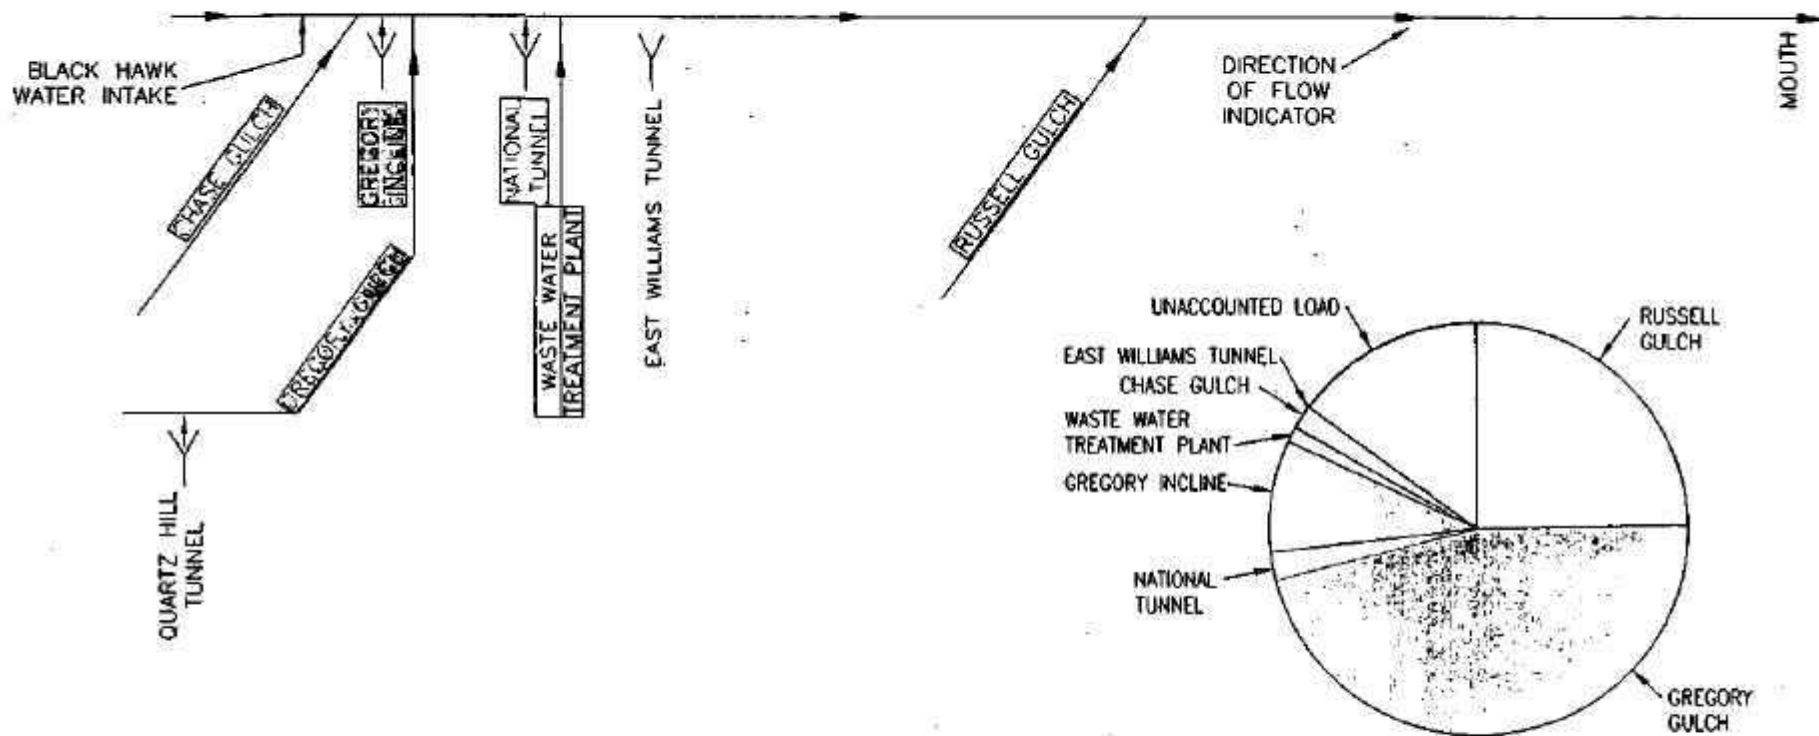 BLACK HAWK
WATER INTAKE
CHASE GULCH
GREGORY
INCLINE
NATIONAL
TUNNEL
WASTE WATER
TREATMENT PLANT
EAST WILLIAMS TUNNEL
GREGORY GULCH
QUARTZ HILL
TUNNEL
RUSSELL GULCH
DIRECTION
OF FLOW
INDICATOR
MOUTH
UNACCOUNTED LOAD
EAST WILLIAMS TUNNEL
CHASE GULCH
WASTE WATER
TREATMENT PLANT
GREGORY INCLINE
NATIONAL
TUNNEL
RUSSELL
GULCH
GREGORY
GULCH